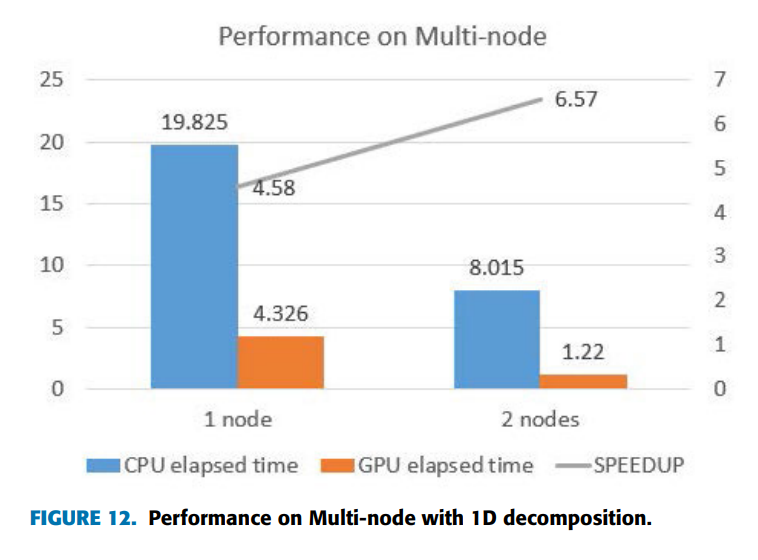 Performance on Multi-node
25
20
15
10
5
0
7
6
5
4
3
2
1
0
19.825
4.58
4.326
6.57
8.015
1.22
1 node
2 nodes
CPU elapsed time
GPU elapsed time
SPEEDUP
FIGURE 12. Performance on Multi-node with 1D decomposition.